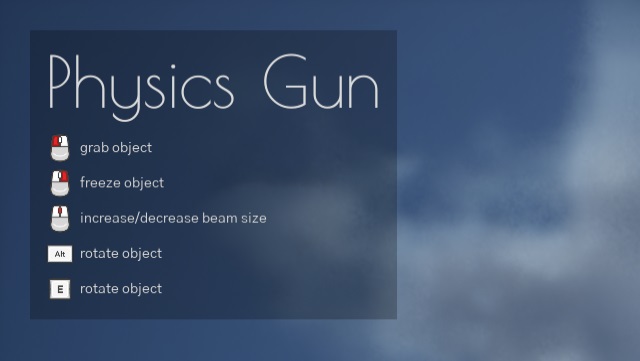 Physics Gun
grab object
freeze object
increase/decrease beam size
Alt rotate object
E rotate object